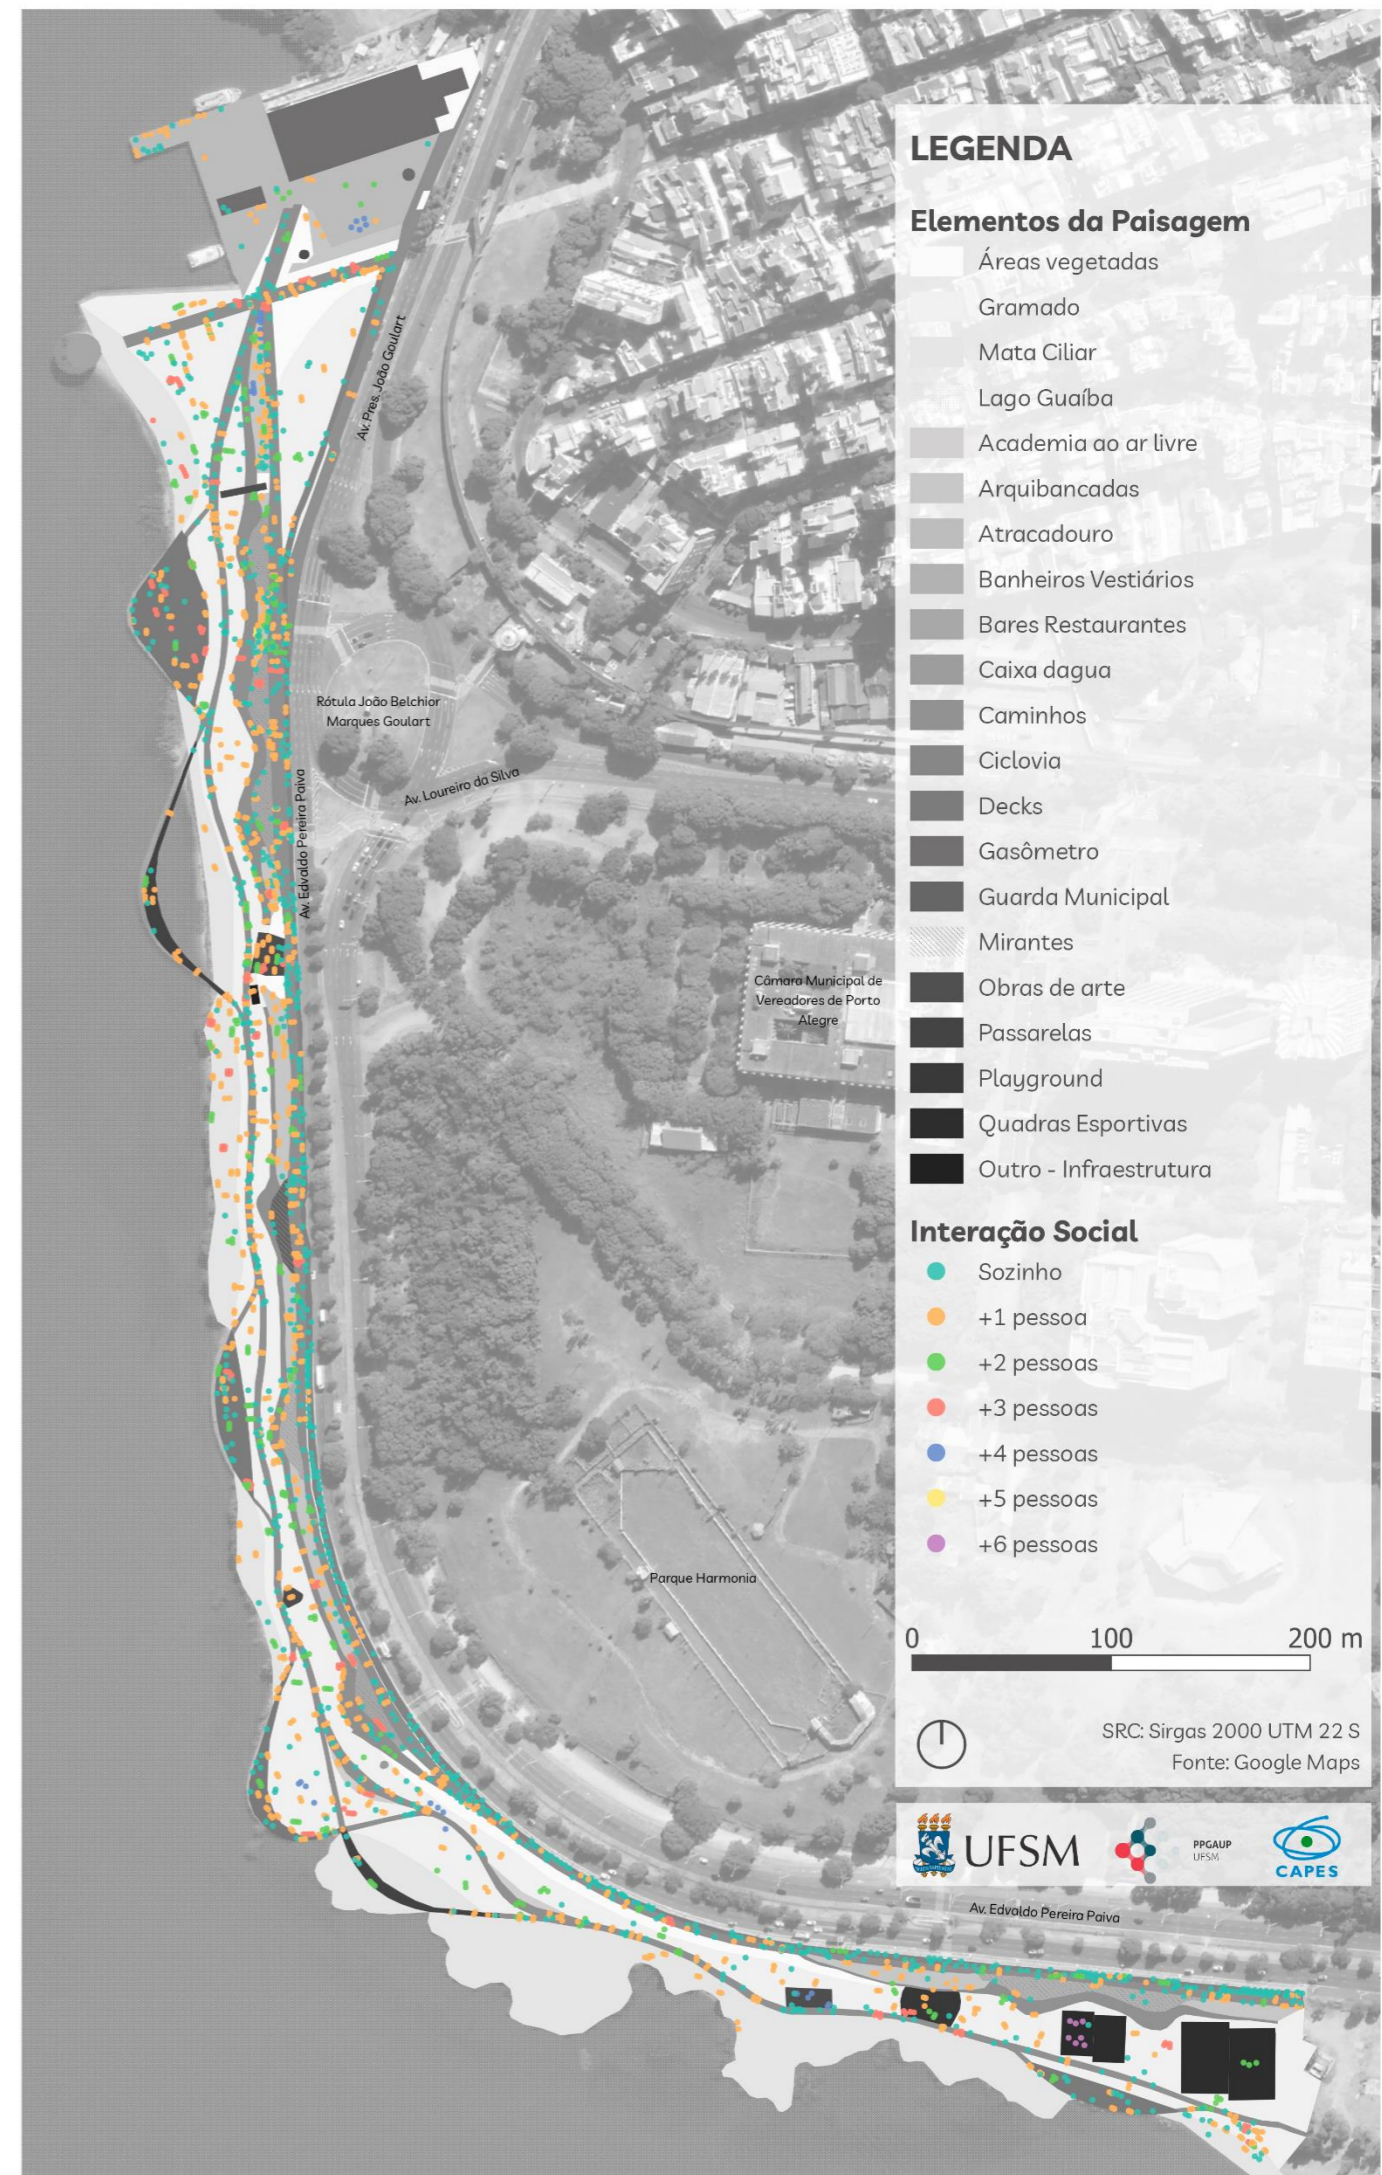 LEGENDA
Elementos da Paisagem
Áreas vegetadas
Gramado
Mata Ciliar
Lago Guaíba
Academia ao ar livre
Arquibancadas
Atracadouro
Banheiros Vestiários
Bares Restaurantes
Caixa dagua
Caminhos
Ciclovia
Decks
Gasômetro
Guarda Municipal
Mirantes
Obras de arte
Passarelas
Playground
Quadras Esportivas
Outro - Infraestrutura
Interação Social
Sozinho
+1 pessoa
+2 pessoas
+3 pessoas
+4 pessoas
+5 pessoas
+6 pessoas
0 100 200 m
SRC: Sirgas 2000 UTM 22 S
Fonte: Google Maps
UFSM
PPGAUP
UFSM
CAPES
Av. Pres. João Goulart
Rótula João Belchior
Marques Goulart
Av. Loureiro da Silva
Av. Edvaldo Pereira Paiva
Câmara Municipal de
Vereadores de Porto
Alegre
Parque Harmonia
Av. Edvaldo Pereira Paiva